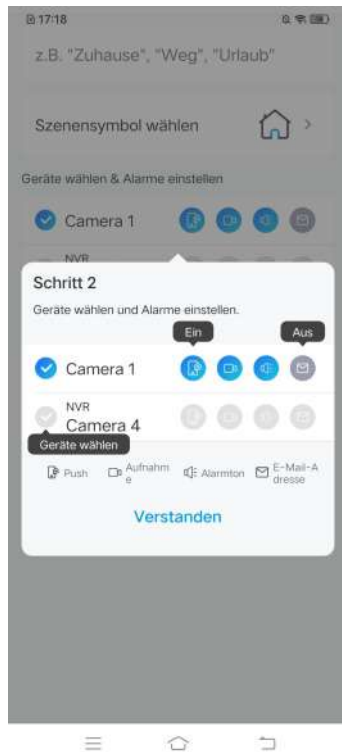 17:18
z.B. "Zuhause", "Weg", "Urlaub"
Szenensymbol wählen
Geräte wählen & Alarme einstellen
Camera 1
NVR
Schritt 2
Geräte wählen und Alarme einstellen.
Ein Aus
Camera 1
NVR
Camera 4
Geräte wählen
Push Aufnahm
e Alarmton E-Mail-A
dresse
Verstanden